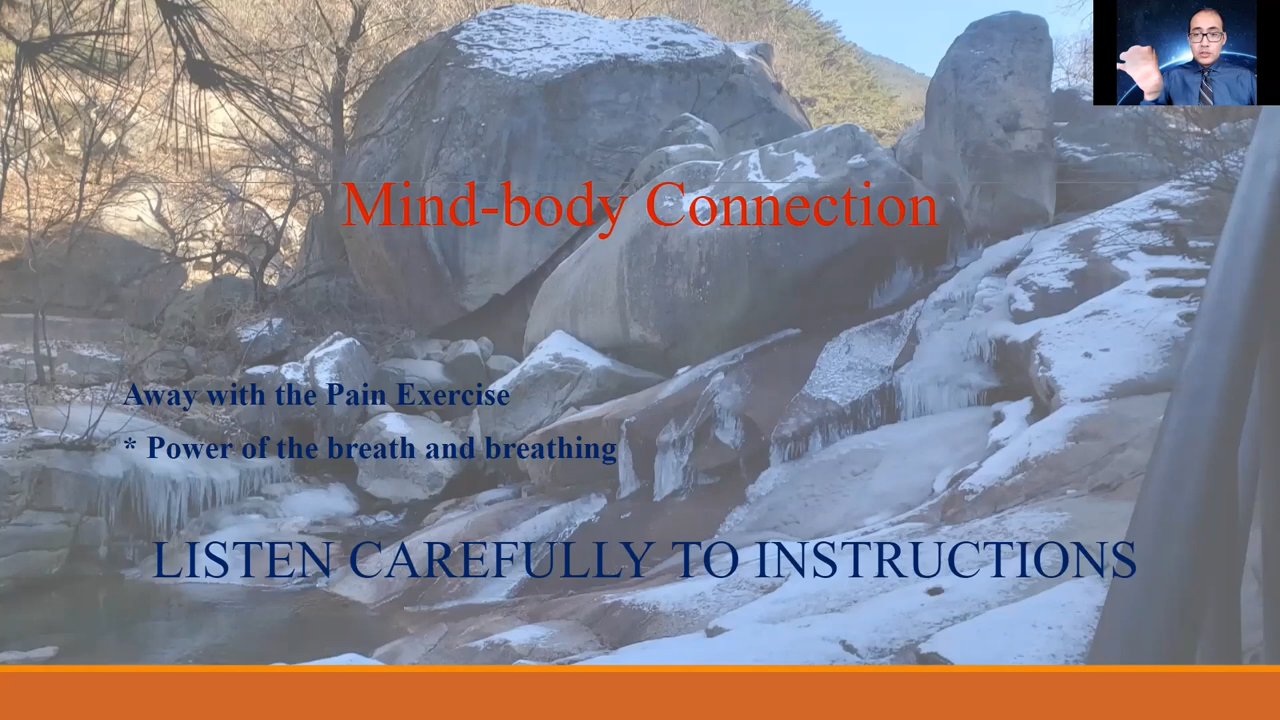 Mind-body Connection
Away with the Pain Exercise
* Power of the breath and breathing
LISTEN CAREFULLY TO INSTRUCTIONS